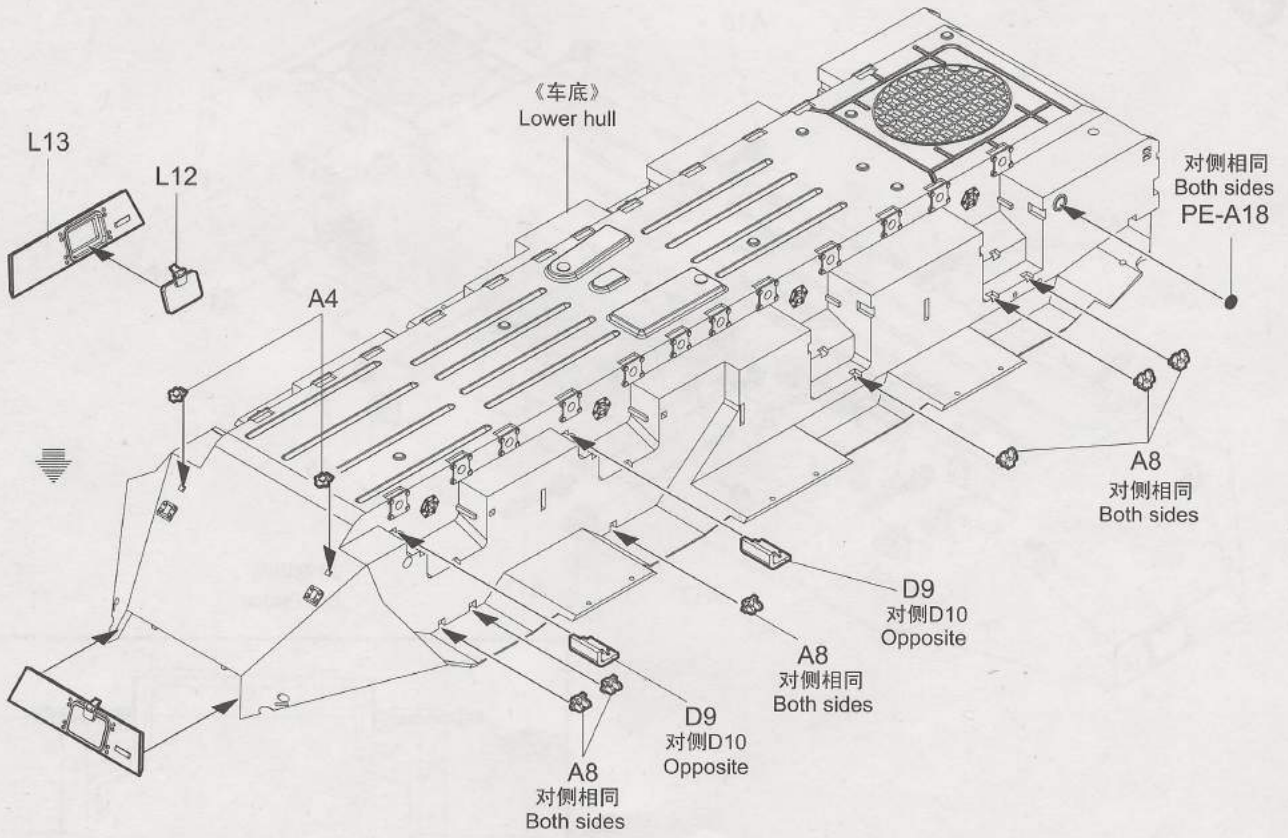 《车底》
Lower hull
L13
L12
A4
对侧相同
Both sides
PE-A18
A8
对侧相同
Both sides
D9
对侧D10
Opposite
A8
对侧相同
Both sides
D9
对侧D10
Opposite
A8
对侧相同
Both sides